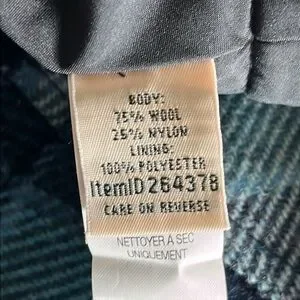 BODY:
75% WOOL
25% NYLON
LINING:
100% POLYESTER
ItemID264378
CARE ON REVERSE
NETTOYER À SEC
UNIQUEMENT